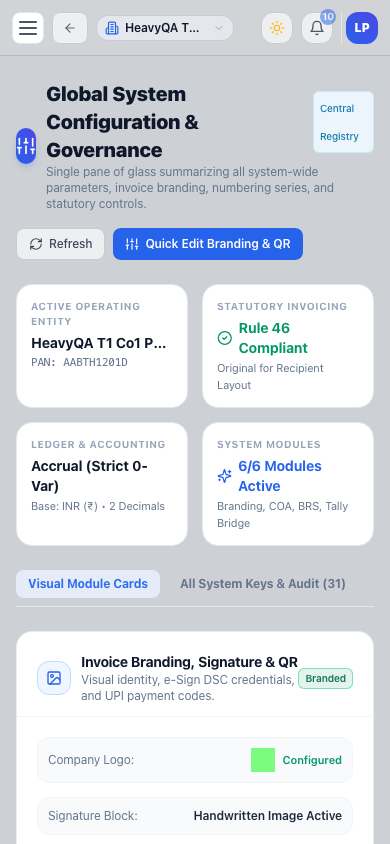 HeavyQA T...
10
LP
Global System
Configuration &
Governance
Central
Registry
Single pane of glass summarizing all system-wide
parameters, invoice branding, numbering series, and
statutory controls.
Refresh
Quick Edit Branding & QR
ACTIVE OPERATING
ENTITY
HeavyQA T1 Co1 P...
PAN: AABTH1201D
STATUTORY INVOICING
Rule 46
Compliant
Original for Recipient
Layout
LEDGER & ACCOUNTING
Accrual (Strict 0-
Var)
Base: INR (₹) • 2 Decimals
SYSTEM MODULES
6/6 Modules
Active
Branding, COA, BRS, Tally
Bridge
Visual Module Cards
All System Keys & Audit (31)
Invoice Branding, Signature & QR
Visual identity, e-Sign DSC credentials,
and UPI payment codes.
Branded
Company Logo:
Configured
Signature Block:
Handwritten Image Active